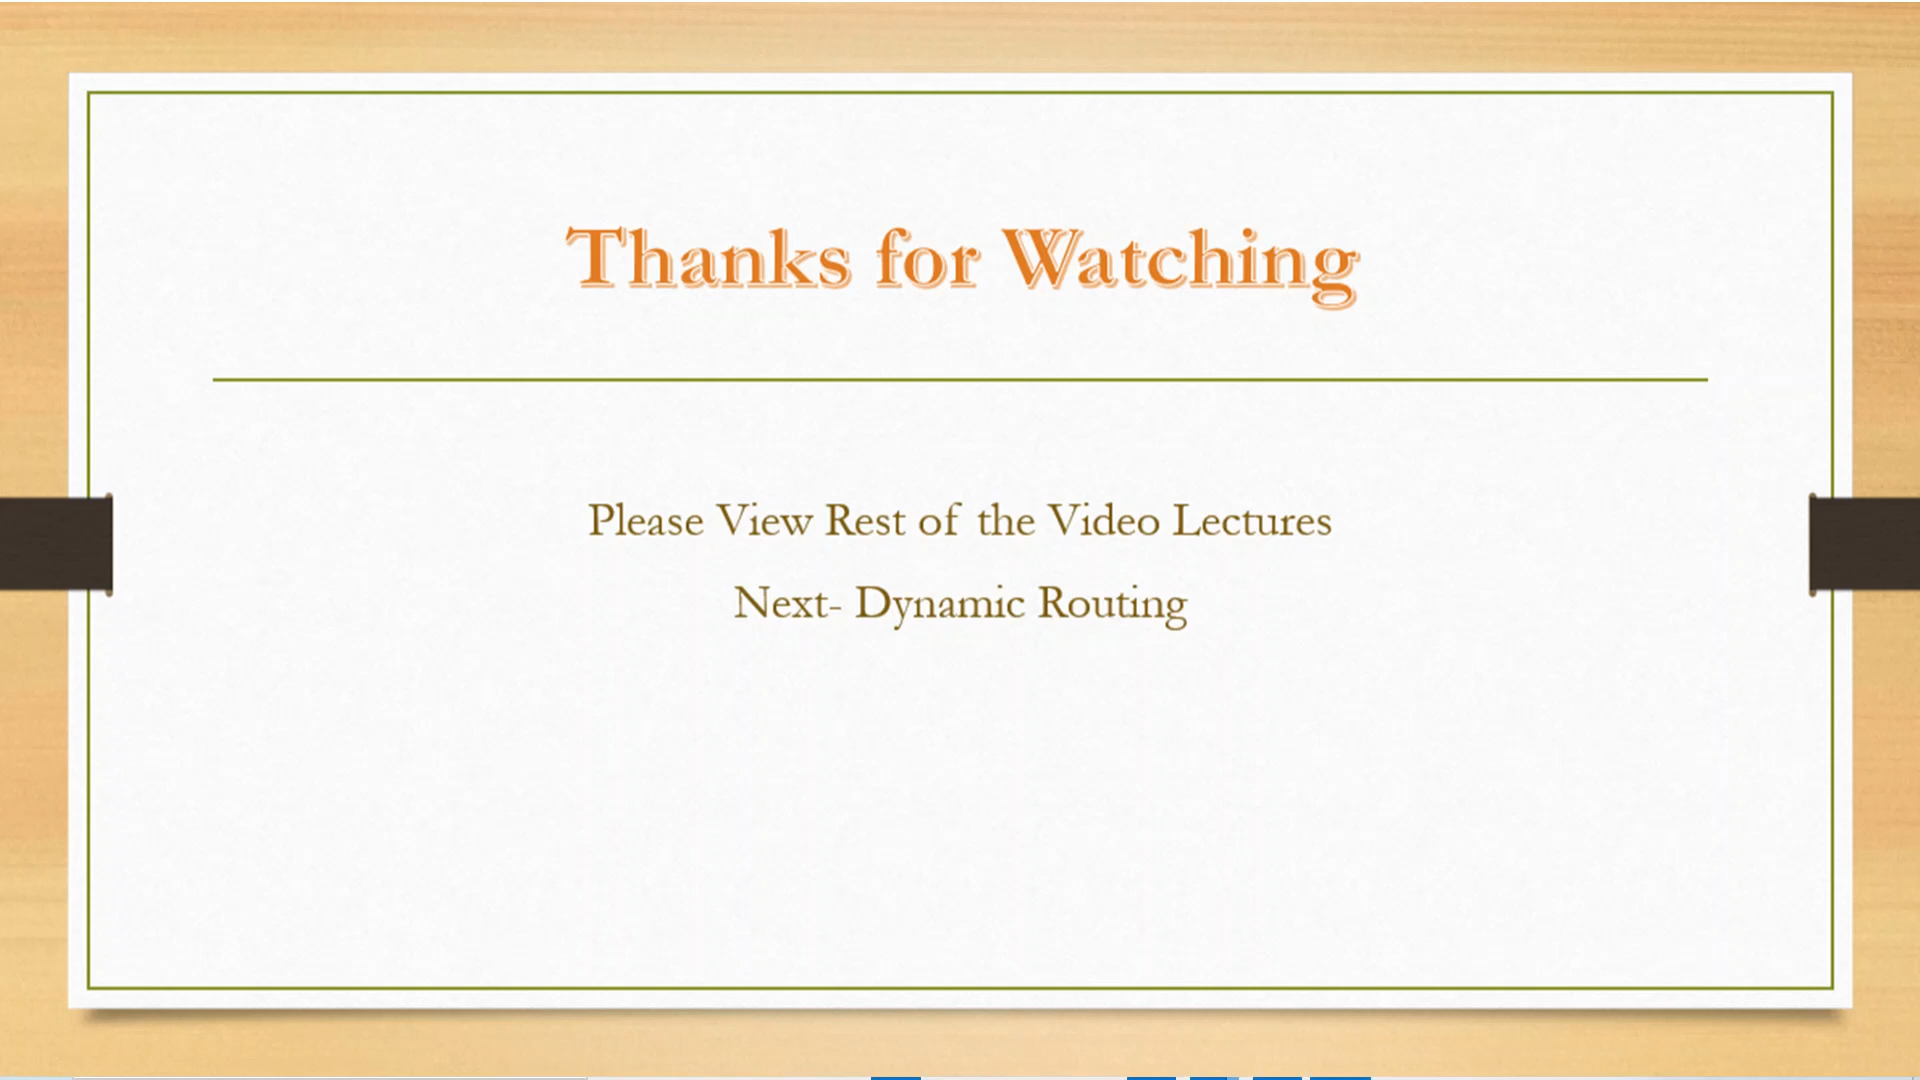 Thanks for Watching
Please View Rest of the Video Lectures
Next- Dynamic Routing